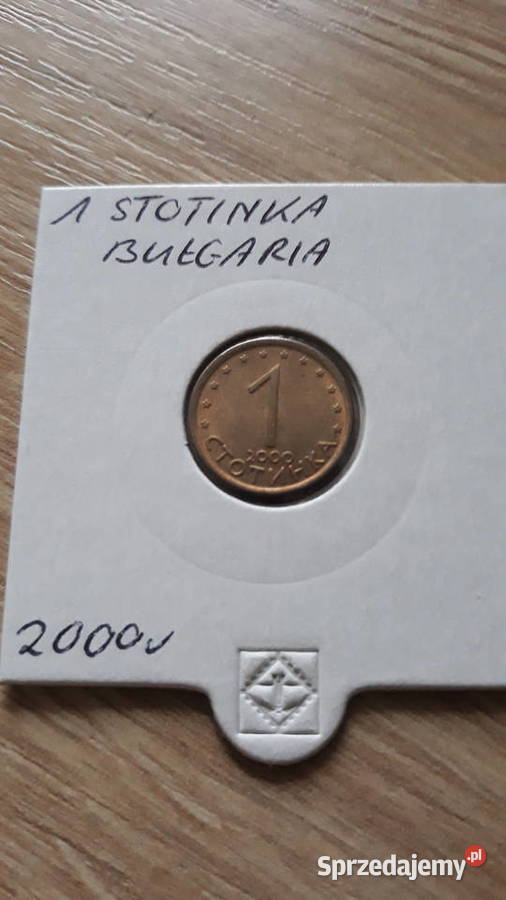 1 STOTINKA
BUŁGARIA
1
2000
СТОТИНКА
2000r
Sprzedajemy.pl